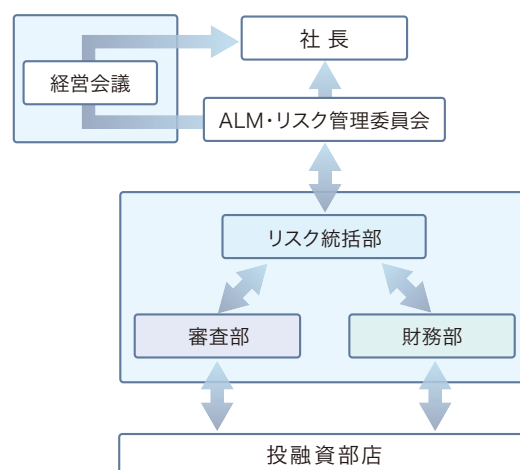 社 長
経営会議
ALM・リスク管理委員会
リスク統括部
審査部
財務部
投融資部店